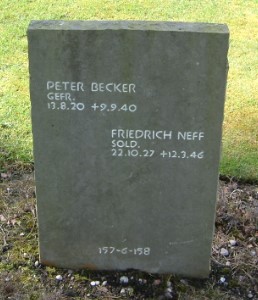 PETER BECKER
GEFR.
13.8.20 +9.9.40
FRIEDRICH NEFF
SOLD.
22.10.27 +12.3.46
157-6-158